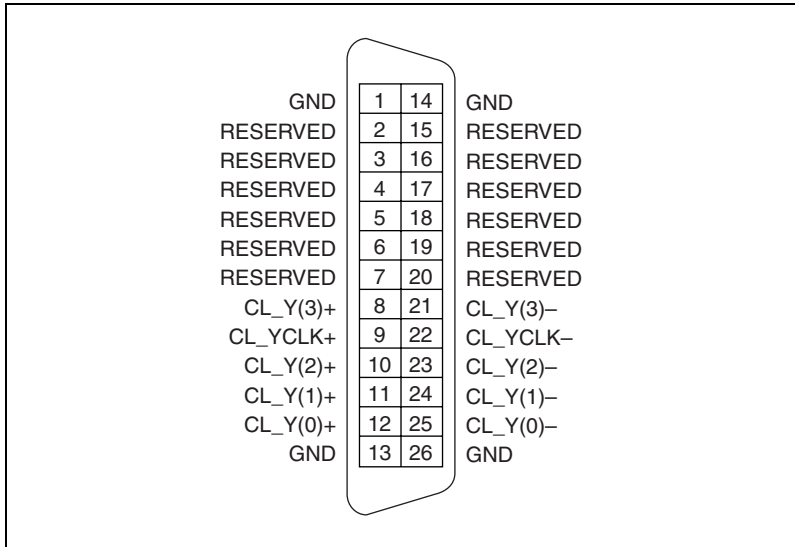 GND 1 14 GND
RESERVED 2 15 RESERVED
RESERVED 3 16 RESERVED
RESERVED 4 17 RESERVED
RESERVED 5 18 RESERVED
RESERVED 6 19 RESERVED
RESERVED 7 20 RESERVED
CL_Y(3)+ 8 21 CL_Y(3)–
CL_YCLK+ 9 22 CL_YCLK–
CL_Y(2)+ 10 23 CL_Y(2)–
CL_Y(1)+ 11 24 CL_Y(1)–
CL_Y(0)+ 12 25 CL_Y(0)–
GND 13 26 GND